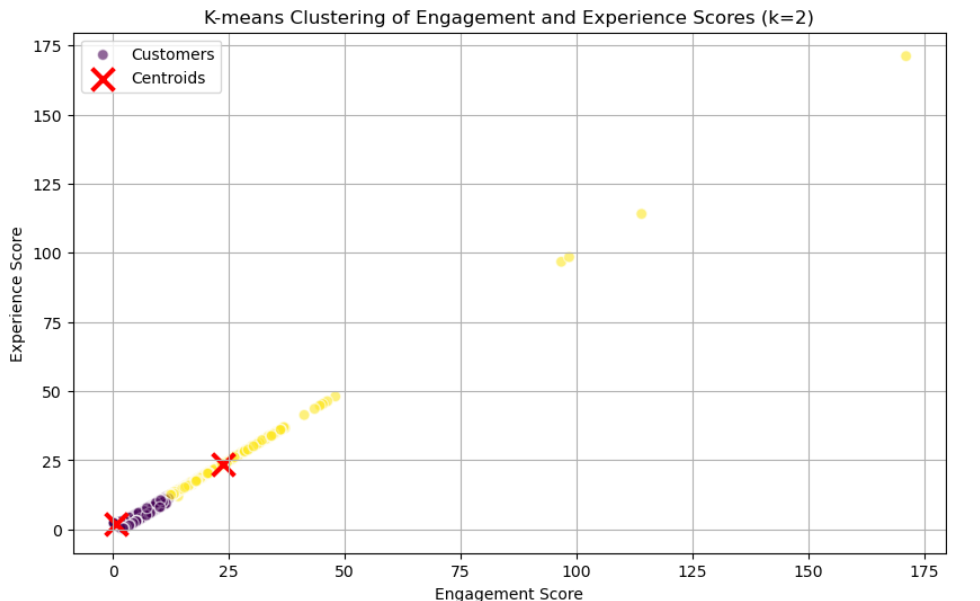 K-means Clustering of Engagement and Experience Scores (k=2)
Customers
Centroids
175
150
125
100
75
50
25
0
Experience Score
0 25 50 75 100 125 150 175
Engagement Score